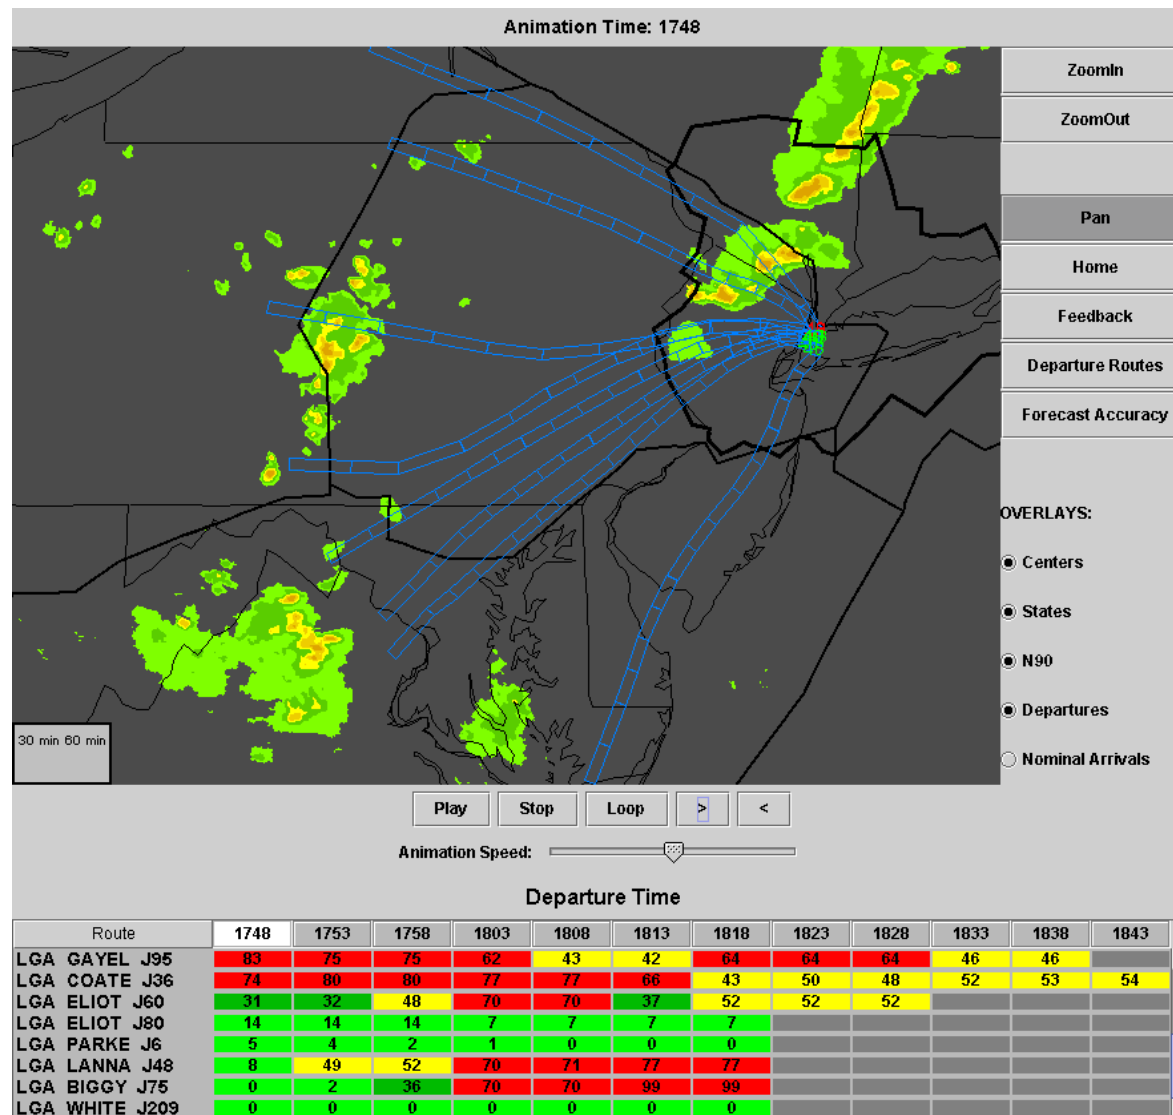 Animation Time: 1748
ZoomIn
ZoomOut
Pan
Home
Feedback
Departure Routes
Forecast Accuracy
OVERLAYS:
Centers
States
N90
Departures
Nominal Arrivals
30 min 60 min
Play Stop Loop > <
Animation Speed:
Departure Time
Route 1748 1753 1758 1803 1808 1813 1818 1823 1828 1833 1838 1843
LGA GAYEL J95 83 75 75 62 43 42 64 64 64 46 46
LGA COATE J36 74 80 80 77 77 66 43 50 48 52 53 54
LGA ELIOT J60 31 32 48 70 70 37 52 52 52
LGA ELIOT J80 14 14 14 7 7 7 7
LGA PARKE J6 5 4 2 1 0 0 0
LGA LANNA J48 8 49 52 70 71 77 77
LGA BIGGY J75 0 2 36 70 70 99 99
LGA WHITE J209 0 0 0 0 0 0 0